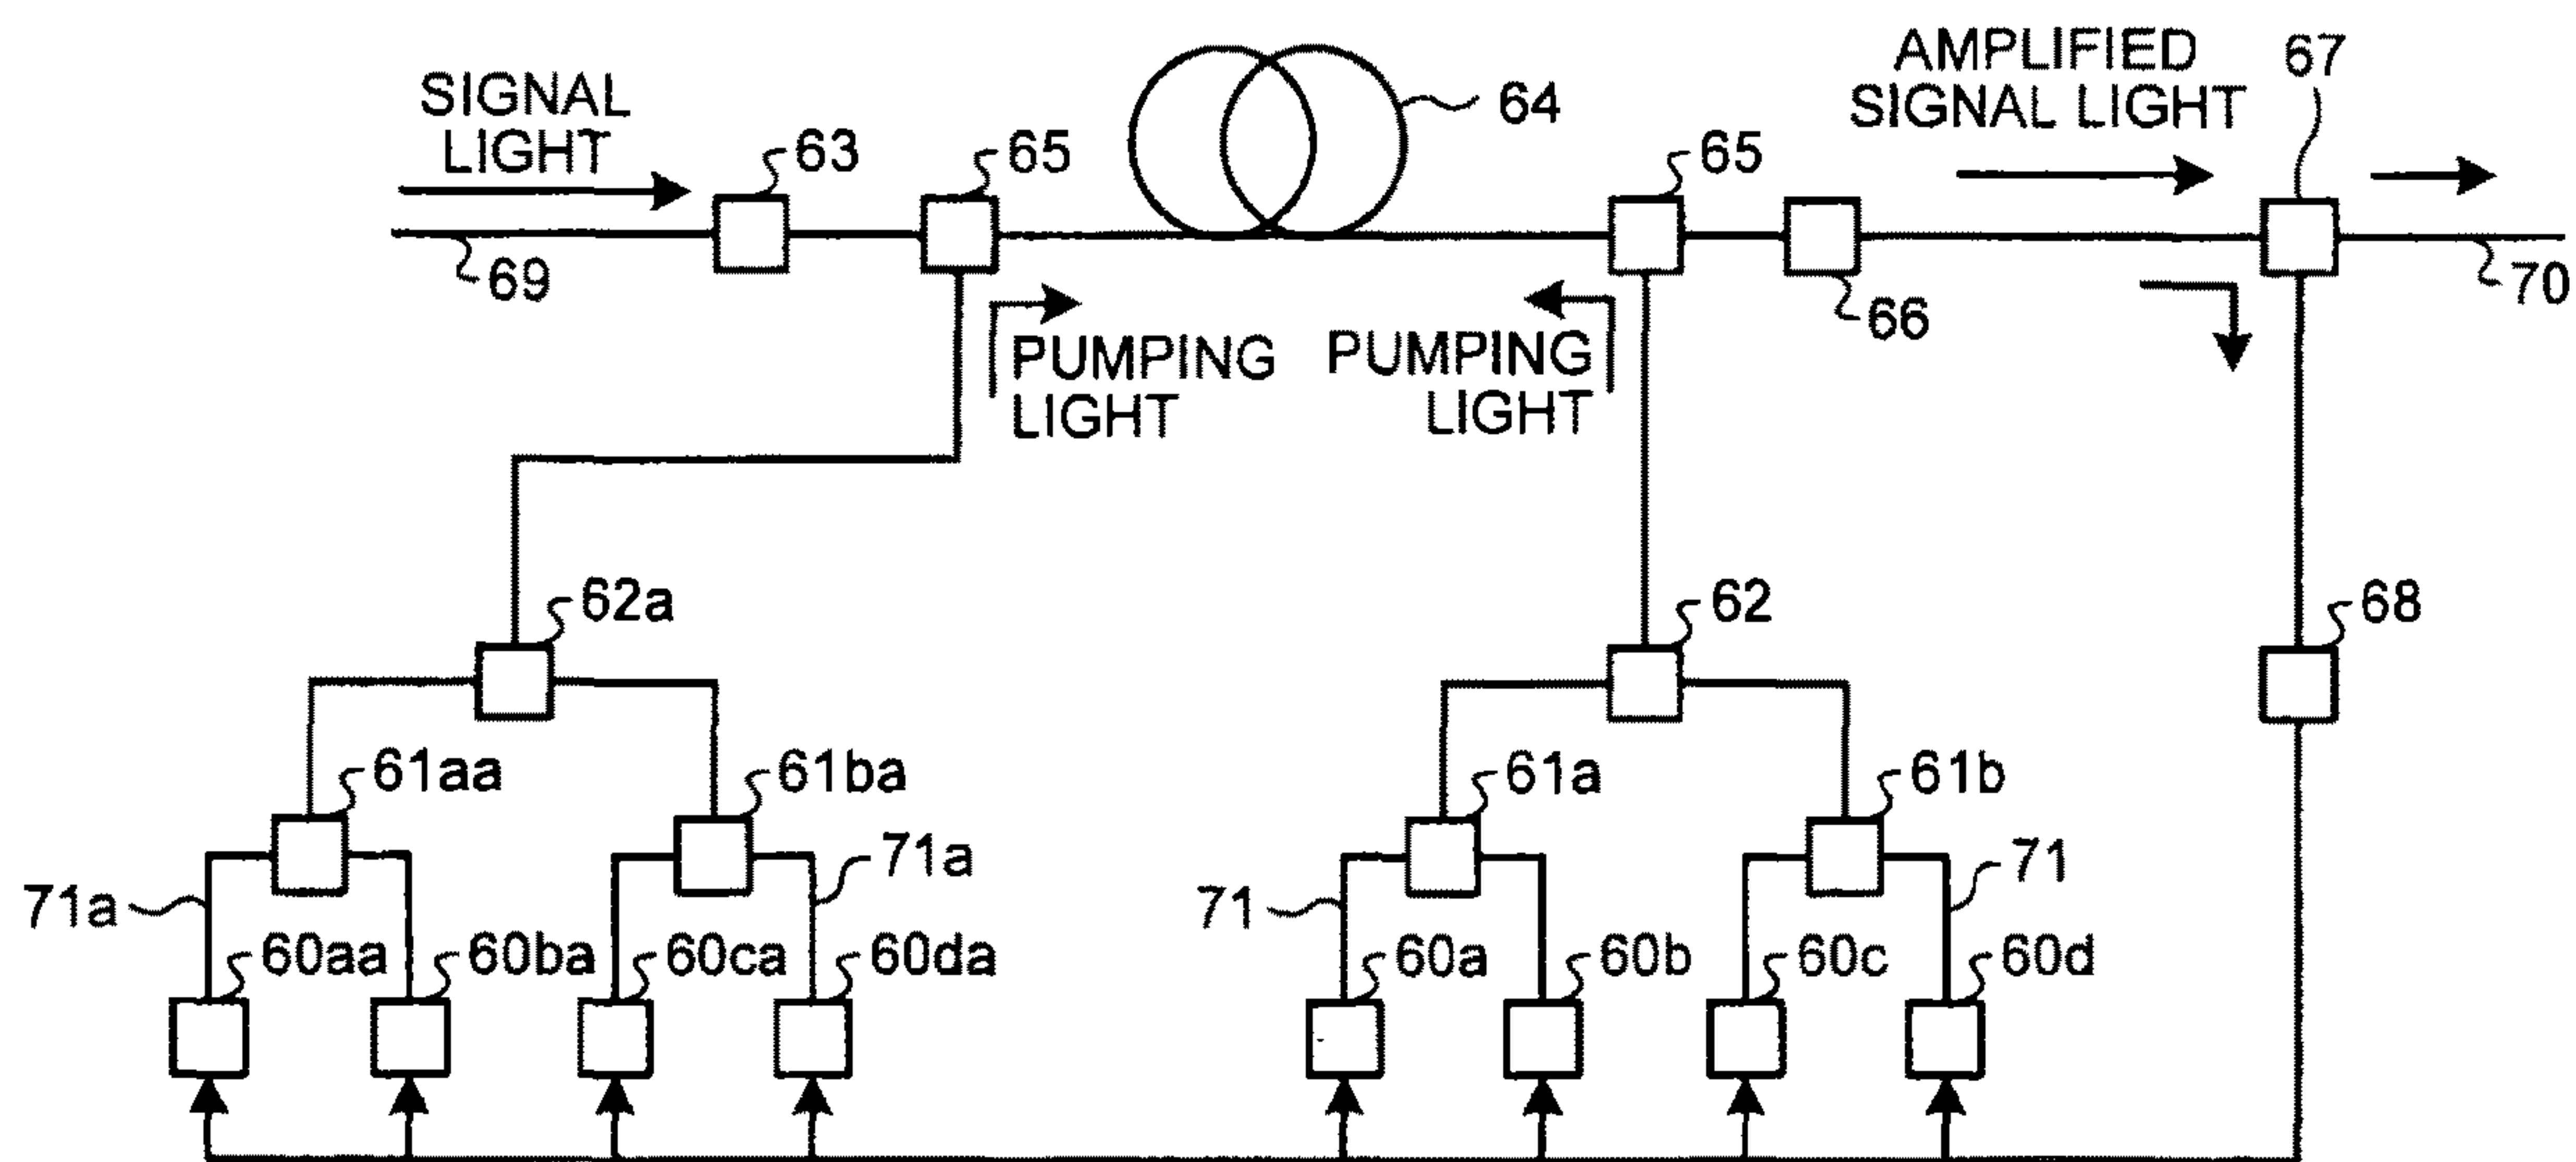 SIGNAL
LIGHT
AMPLIFIED
SIGNAL LIGHT
67
64
63
65
65
69
66
70
PUMPING
LIGHT
PUMPING
LIGHT
62a
62
68
61aa
61ba
61a
61b
71a
71a
71
71
60aa
60ba
60ca
60da
60a
60b
60c
60d